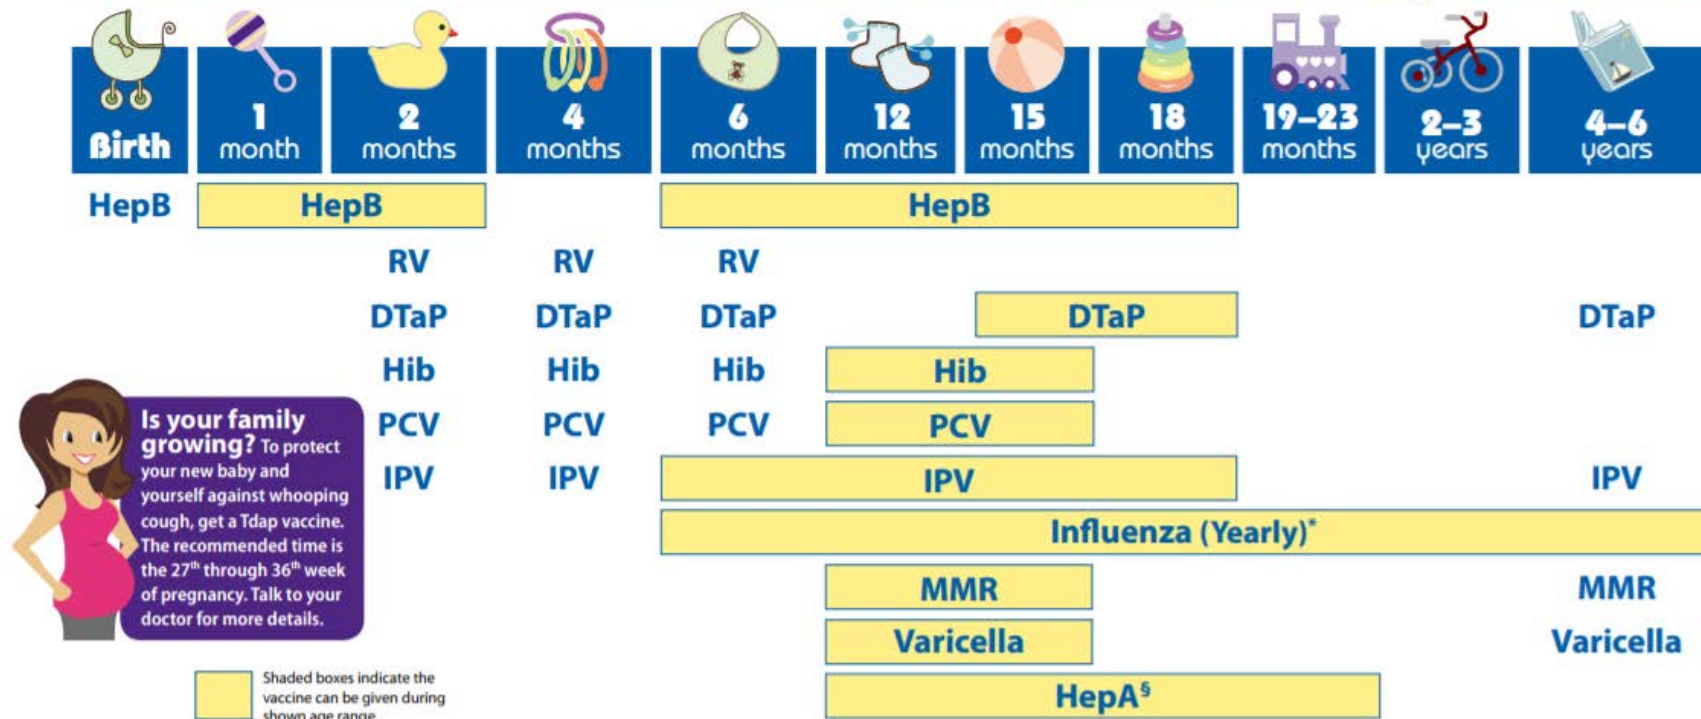 Birth
1 month
2 months
4 months
6 months
12 months
15 months
18 months
19–23 months
2–3 years
4–6 years
HepB HepB HepB
RV RV RV
DTaP DTaP DTaP DTaP DTaP
Hib Hib Hib Hib
PCV PCV PCV PCV
IPV IPV IPV IPV
Influenza (Yearly)*
MMR MMR
Varicella Varicella
HepA§
Is your family
growing? To protect
your new baby and
yourself against whooping
cough, get a Tdap vaccine.
The recommended time is
the 27th through 36th week
of pregnancy. Talk to your
doctor for more details.
Shaded boxes indicate the
vaccine can be given during
shown age range